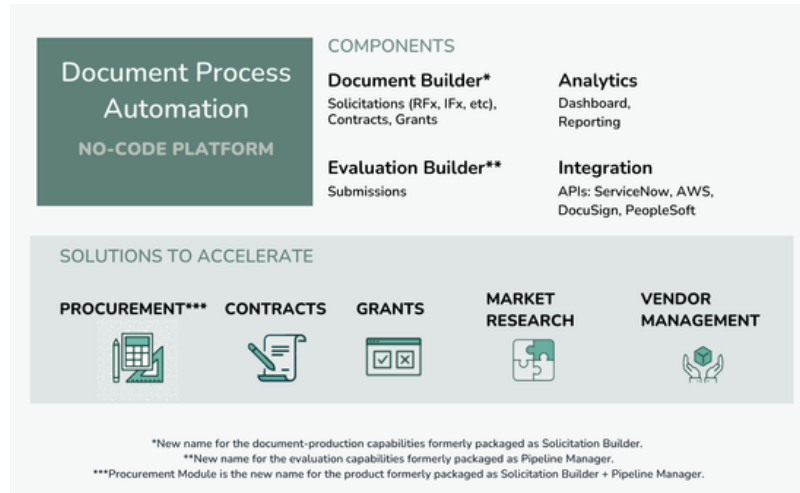 Document Process
Automation
NO-CODE PLATFORM
COMPONENTS
Document Builder*
Solicitations (RFx, IFx, etc),
Contracts, Grants
Analytics
Dashboard,
Reporting
Evaluation Builder**
Submissions
Integration
APIs: ServiceNow, AWS,
DocuSign, PeopleSoft
SOLUTIONS TO ACCELERATE
PROCUREMENT***
CONTRACTS
GRANTS
MARKET
RESEARCH
VENDOR
MANAGEMENT
*New name for the document-production capabilities formerly packaged as Solicitation Builder.
**New name for the evaluation capabilities formerly packaged as Pipeline Manager.
***Procurement Module is the new name for the product formerly packaged as Solicitation Builder + Pipeline Manager.